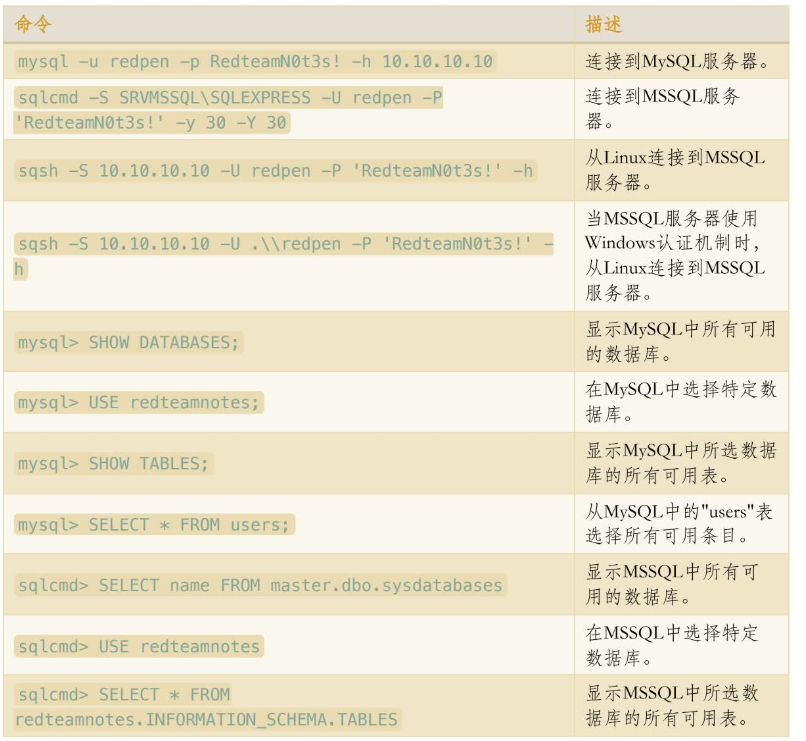 命令 描述
mysql -u redpen -p RedteamN0t3s! -h 10.10.10.10 连接到MySQL服务器。
sqlcmd -S SRVMSSQL\SQLEXPRESS -U redpen -P
'RedteamN0t3s!' -y 30 -Y 30
连接到MSSQL服务
器。
sqsh -S 10.10.10.10 -U redpen -P 'RedteamN0t3s!' -h
从Linux连接到MSSQL
服务器。
sqsh -S 10.10.10.10 -U .\\redpen -P 'RedteamN0t3s!' -
h
当MSSQL服务器使用
Windows认证机制时，
从Linux连接到MSSQL
服务器。
mysql> SHOW DATABASES;
显示MySQL中所有可用
的数据库。
mysql> USE redteamnotes;
在MySQL中选择特定数
据库。
mysql> SHOW TABLES;
显示MySQL中所选数据
库的所有可用表。
mysql> SELECT * FROM users;
从MySQL中的"users"表
选择所有可用条目。
sqlcmd> SELECT name FROM master.dbo.sysdatabases
显示MSSQL中所有可
用的数据库。
sqlcmd> USE redteamnotes
在MSSQL中选择特定
数据库。
sqlcmd> SELECT * FROM
redteamnotes.INFORMATION_SCHEMA.TABLES
显示MSSQL中所选数
据库的所有可用表。